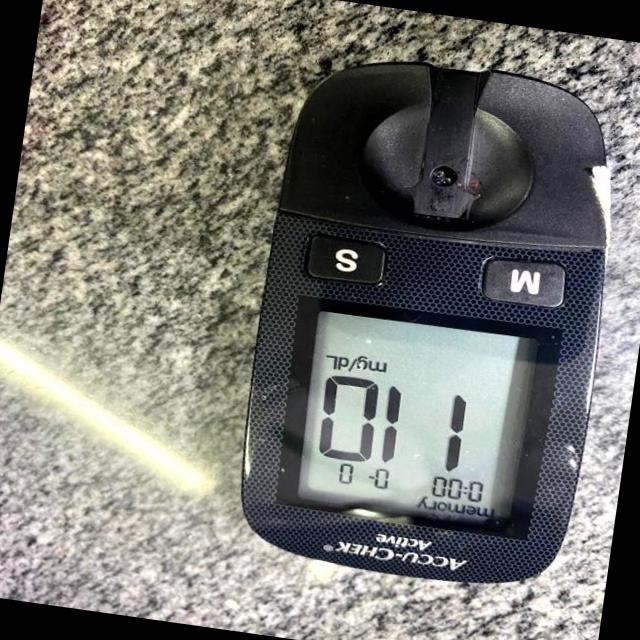 ACCU-CHEK®
Active
memory
0:00 0-0
110
mg/dL
M S